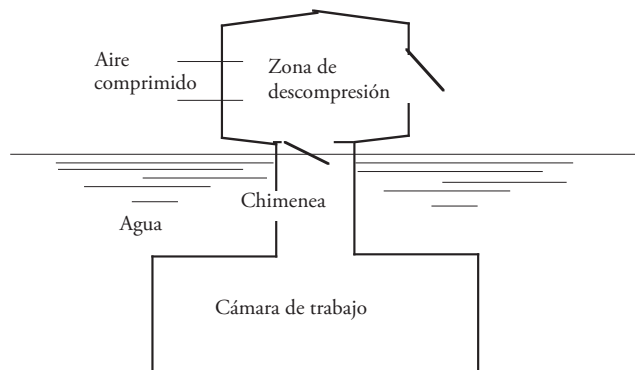 Aire
comprimido
Zona de
descompresión
Chimenea
Agua
Cámara de trabajo